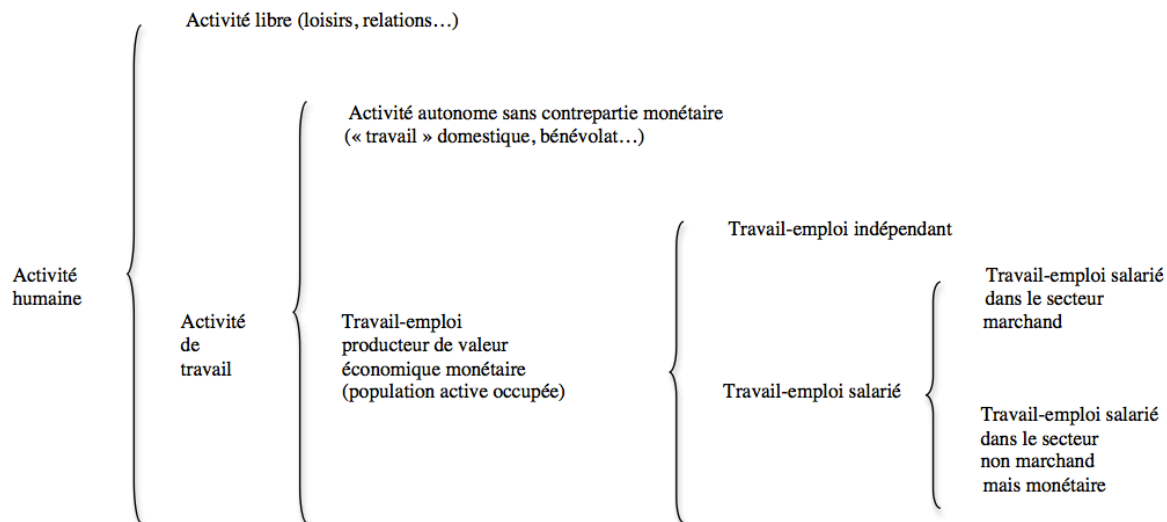 Activité libre (loisirs, relations…)
Activité autonome sans contrepartie monétaire
(« travail » domestique, bénévolat…)
Activité
humaine
Activité
de
travail
Travail-emploi
producteur de valeur
économique monétaire
(population active occupée)
Travail-emploi indépendant
Travail-emploi salarié
Travail-emploi salarié
dans le secteur
marchand
Travail-emploi salarié
dans le secteur
non marchand
mais monétaire